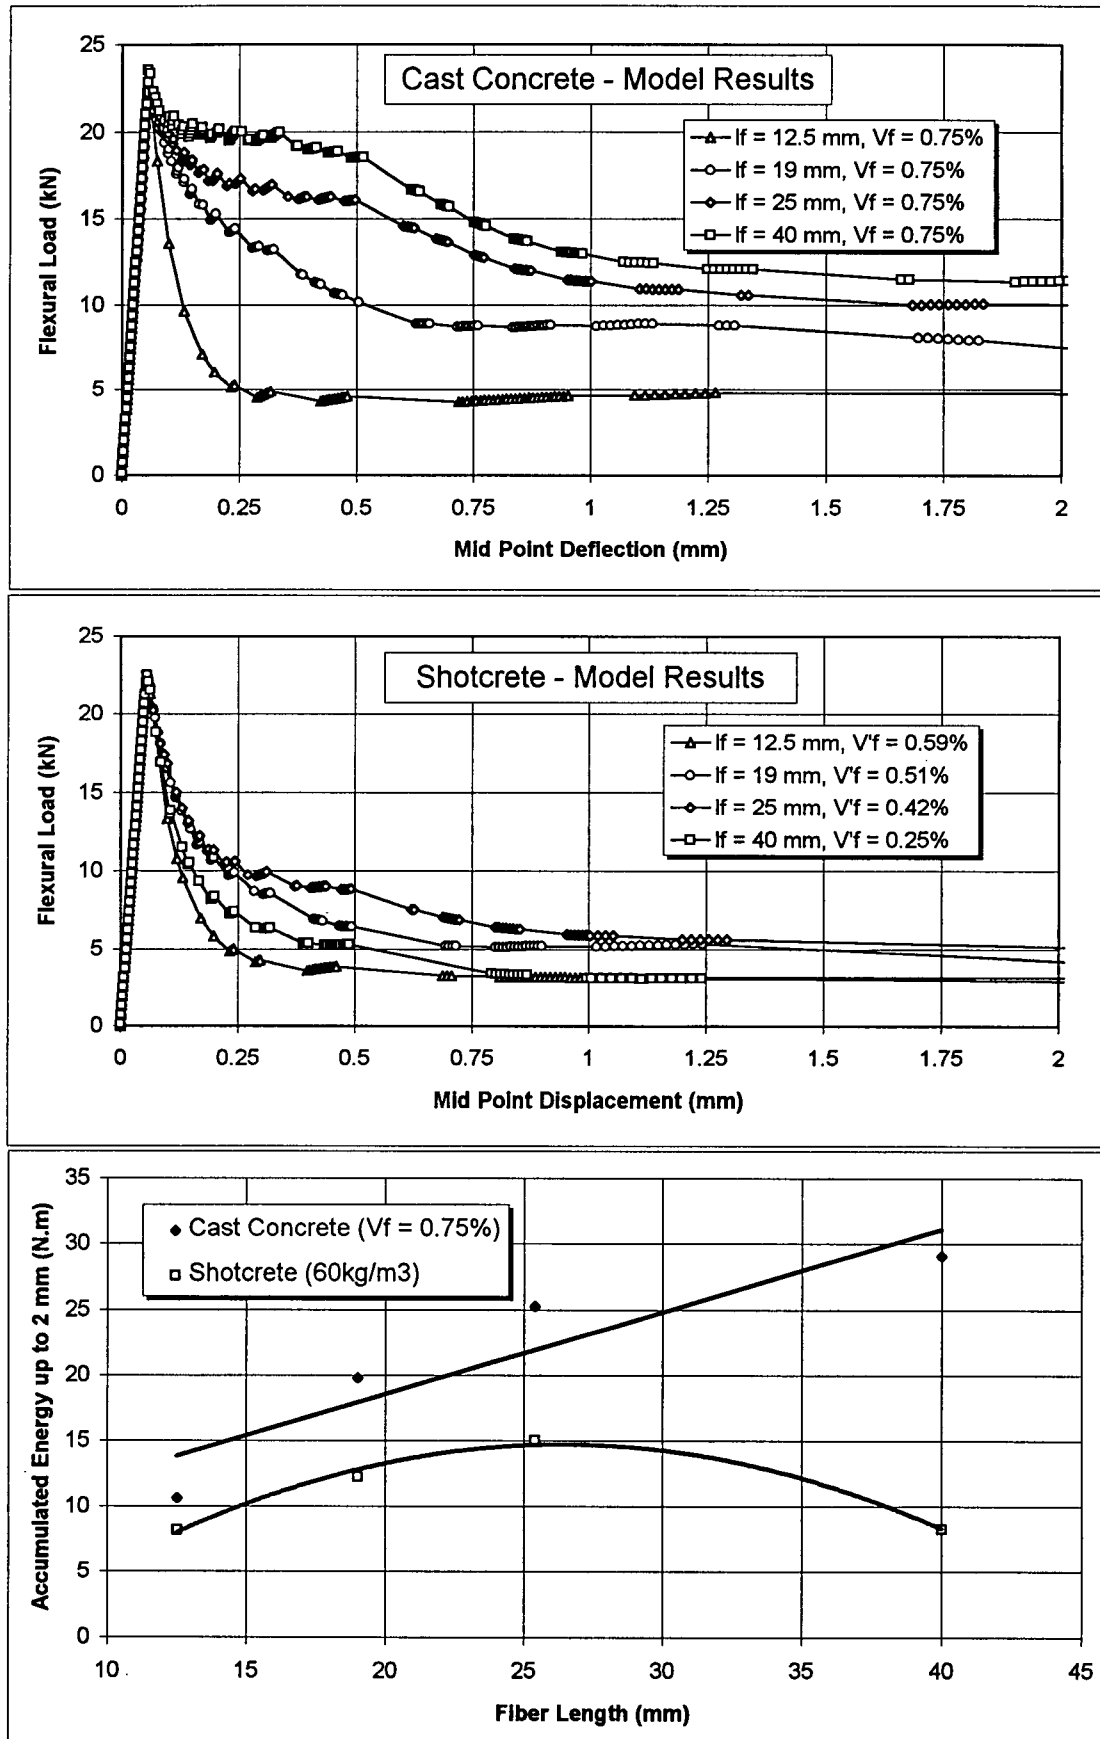 Cast Concrete - Model Results
25
20
15
10
5
0
Flexural Load (kN)
lf = 12.5 mm, Vf = 0.75%
lf = 19 mm, Vf = 0.75%
lf = 25 mm, Vf = 0.75%
lf = 40 mm, Vf = 0.75%
0 0.25 0.5 0.75 1 1.25 1.5 1.75 2
Mid Point Deflection (mm)
Shotcrete - Model Results
25
20
15
10
5
0
Flexural Load (kN)
lf = 12.5 mm, V'f = 0.59%
lf = 19 mm, V'f = 0.51%
lf = 25 mm, V'f = 0.42%
lf = 40 mm, V'f = 0.25%
0 0.25 0.5 0.75 1 1.25 1.5 1.75 2
Mid Point Displacement (mm)
35
30
25
20
15
10
5
0
Accumulated Energy up to 2 mm (N.m)
Cast Concrete (Vf = 0.75%)
Shotcrete (60kg/m3)
10 15 20 25 30 35 40 45
Fiber Length (mm)